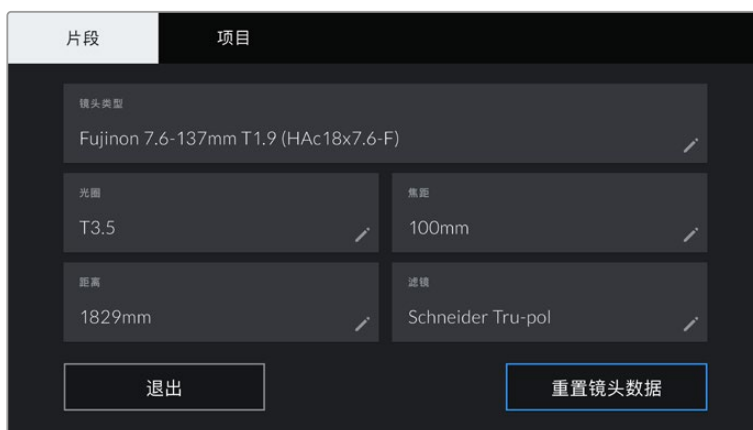 片段 项目
镜头类型
Fujinon 7.6-137mm T1.9 (HAc18x7.6-F)
光圈 焦距
T3.5 100mm
距离 滤镜
1829mm Schneider Tru-pol
退出 重置镜头数据